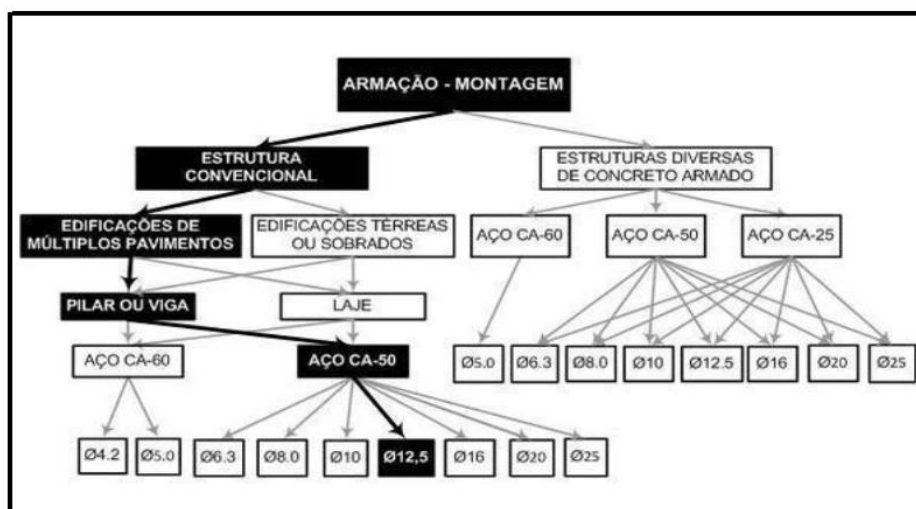 ARMAÇÃO - MONTAGEM
ESTRUTURA
CONVENCIONAL
ESTRUTURAS DIVERSAS
DE CONCRETO ARMADO
EDIFICAÇÕES DE
MÚLTIPLOS PAVIMENTOS
EDIFICAÇÕES TÉRREAS
OU SOBRADOS
AÇO CA-60
AÇO CA-50
AÇO CA-25
PILAR OU VIGA
LAJE
AÇO CA-60
AÇO CA-50
Ø5.0
Ø6.3
Ø8.0
Ø10
Ø12.5
Ø16
Ø20
Ø25
Ø4.2
Ø5.0
Ø6.3
Ø8.0
Ø10
Ø12,5
Ø16
Ø20
Ø25